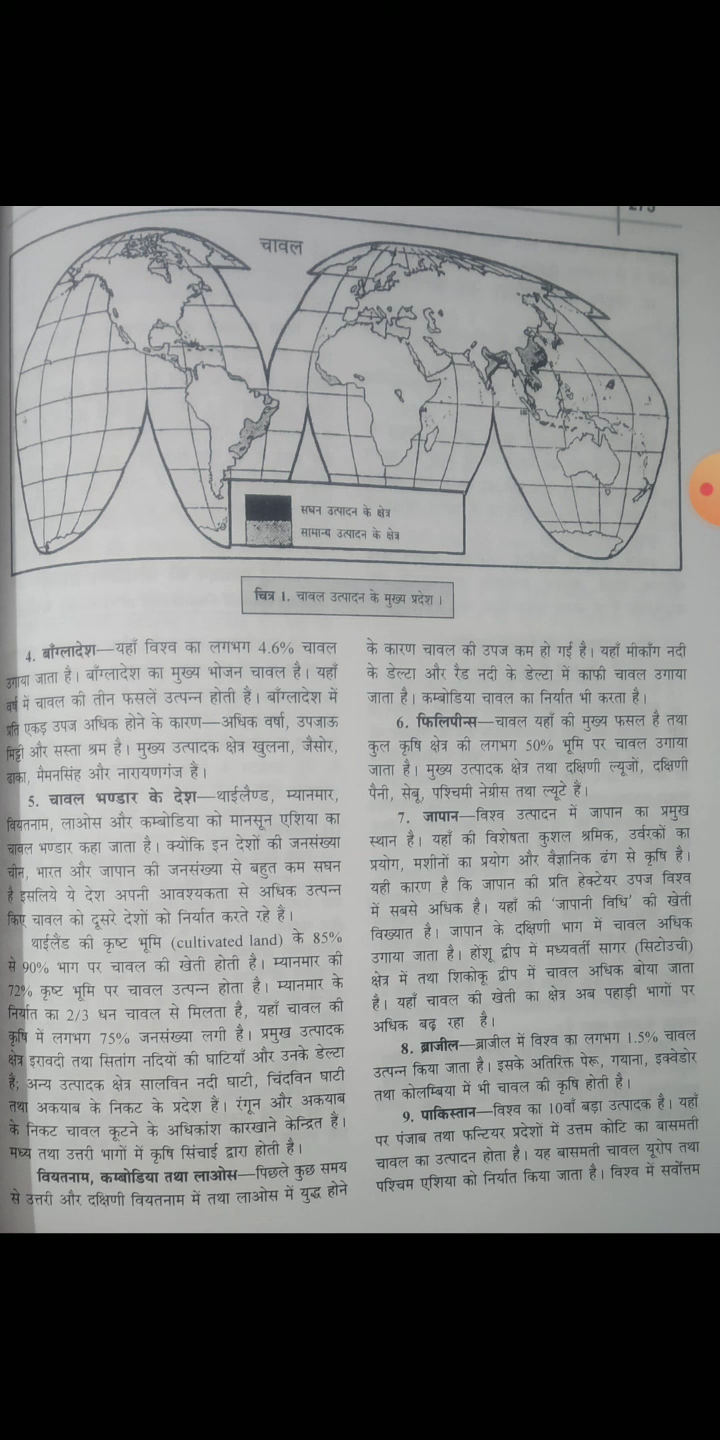 चावल
सघन उत्पादन के क्षेत्र
सामान्य उत्पादन के क्षेत्र
चित्र 1. चावल उत्पादन के मुख्य प्रदेश ।
4. बाँग्लादेश—यहाँ विश्व का लगभग 4.6% चावल
उगाया जाता है। बाँग्लादेश का मुख्य भोजन चावल है। यहाँ
वर्ष में चावल की तीन फसलें उत्पन्न होती है। बाँग्लादेश में
प्रति एकड़ उपज अधिक होने के कारण—अधिक वर्षा, उपजाऊ
मिट्टी और सस्ता श्रम है। मुख्य उत्पादक क्षेत्र खुलना, जैसोर,
ढाका, मैमनसिंह और नारायणगंज हैं।
5. चावल भण्डार के देश—थाईलैण्ड, म्यानमार,
वियतनाम, लाओस और कम्बोडिया को मानसून एशिया का
चावल भण्डार कहा जाता है। क्योंकि इन देशों की जनसंख्या
चीन, भारत और जापान की जनसंख्या से बहुत कम सघन
है इसलिये ये देश अपनी आवश्यकता से अधिक उत्पन्न
किए चावल को दूसरे देशों को निर्यात करते रहे हैं।
थाईलैंड की कृष्ट भूमि (cultivated land) के 85%
से 90% भाग पर चावल की खेती होती है। म्यानमार की
72% कृष्ट भूमि पर चावल उत्पन्न होता है। म्यानमार के
निर्यात का 2/3 धन चावल से मिलता है, यहाँ चावल की
कृषि में लगभग 75% जनसंख्या लगी है। प्रमुख उत्पादक
क्षेत्र इरावदी तथा सितांग नदियों की घाटियाँ और उनके डेल्टा
हैं; अन्य उत्पादक क्षेत्र सालविन नदी घाटी, चिंदविन घाटी
तथा अकयाब के निकट के प्रदेश हैं। रंगून और अकयाब
के निकट चावल कूटने के अधिकांश कारखाने केन्द्रित हैं।
मध्य तथा उत्तरी भागों में कृषि सिंचाई द्वारा होती है।
वियतनाम, कम्बोडिया तथा लाओस—पिछले कुछ समय
से उत्तरी और दक्षिणी वियतनाम में तथा लाओस में युद्ध होने
के कारण चावल की उपज कम हो गई है। यहाँ मीकाँग नदी
के डेल्टा और रैड नदी के डेल्टा में काफी चावल उगाया
जाता है। कम्बोडिया चावल का निर्यात भी करता है।
6. फिलिपीन्स—चावल यहाँ की मुख्य फसल है तथा
कुल कृषि क्षेत्र की लगभग 50% भूमि पर चावल उगाया
जाता है। मुख्य उत्पादक क्षेत्र तथा दक्षिणी ल्यूजों, दक्षिणी
पैनी, सेबू, पश्चिमी नेग्रीस तथा ल्यूटे हैं।
7. जापान—विश्व उत्पादन में जापान का प्रमुख
स्थान है। यहाँ की विशेषता कुशल श्रमिक, उर्वरकों का
प्रयोग, मशीनों का प्रयोग और वैज्ञानिक ढंग से कृषि है।
यही कारण है कि जापान की प्रति हेक्टेयर उपज विश्व
में सबसे अधिक है। यहाँ की 'जापानी विधि' की खेती
विख्यात है। जापान के दक्षिणी भाग में चावल अधिक
उगाया जाता है। होंशू द्वीप में मध्यवर्ती सागर (सिटोउची)
क्षेत्र में तथा शिकोकू द्वीप में चावल अधिक बोया जाता
है। यहाँ चावल की खेती का क्षेत्र अब पहाड़ी भागों पर
अधिक बढ़ रहा है।
8. ब्राजील—ब्राजील में विश्व का लगभग 1.5% चावल
उत्पन्न किया जाता है। इसके अतिरिक्त पेरू, गयाना, इक्वेडोर
तथा कोलम्बिया में भी चावल की कृषि होती है।
9. पाकिस्तान—विश्व का 10वाँ बड़ा उत्पादक है। यहाँ
पर पंजाब तथा फन्टियर प्रदेशों में उत्तम कोटि का बासमती
चावल का उत्पादन होता है। यह बासमती चावल यूरोप तथा
पश्चिम एशिया को निर्यात किया जाता है। विश्व में सर्वोत्तम